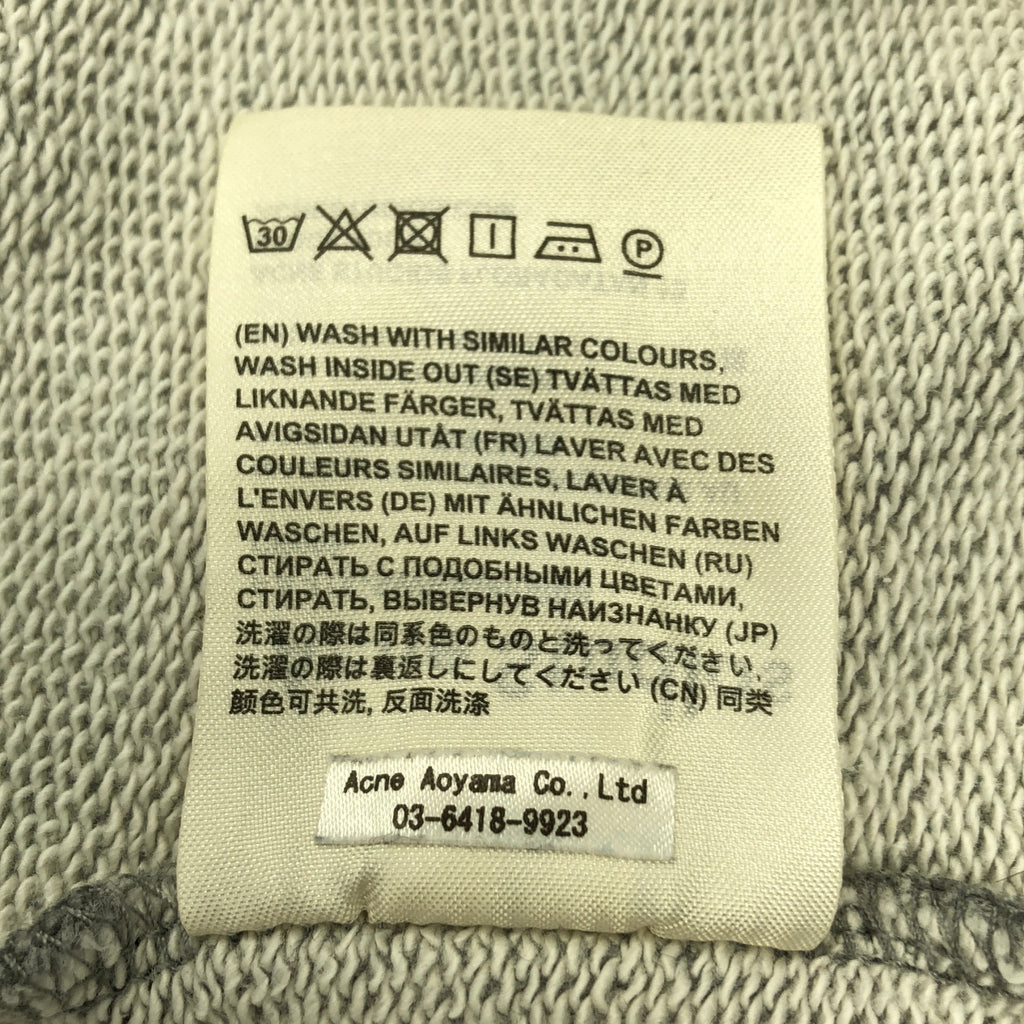 30
P
(EN) WASH WITH SIMILAR COLOURS,
WASH INSIDE OUT (SE) TVÄTTAS MED
LIKNANDE FÄRGER, TVÄTTAS MED
AVIGSIDAN UTÅT (FR) LAVER AVEC DES
COULEURS SIMILAIRES, LAVER À
L'ENVERS (DE) MIT ÄHNLICHEN FARBEN
WASCHEN, AUF LINKS WASCHEN (RU)
СТИРАТЬ С ПОДОБНЫМИ ЦВЕТАМИ,
СТИРАТЬ, ВЫВЕРНУВ НАИЗНАНКУ (JP)
洗濯の際は同系色のものと洗ってください,
洗濯の際は裏返しにしてください (CN) 同类
颜色可共洗, 反面洗涤
Acne Aoyama Co.,Ltd
03-6418-9923